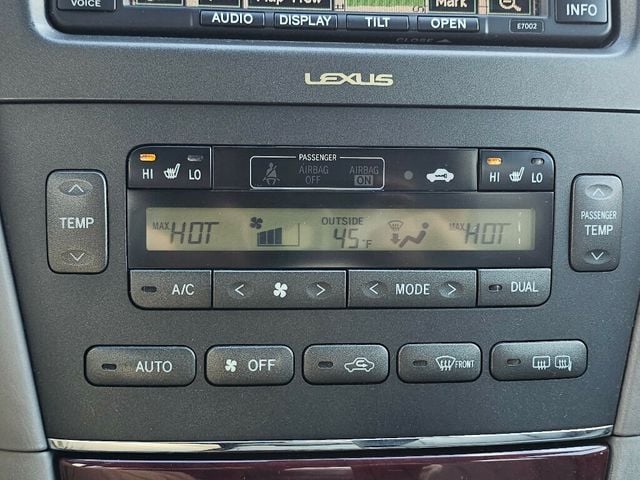 VOICE
AUDIO DISPLAY TILT OPEN
Mark
E7002
INFO
CLOSE
LEXUS
PASSENGER
HI LO
AIRBAG OFF AIRBAG ON
HI LO
TEMP
MAX HOT
OUTSIDE
45°F
MAX HOT
PASSENGER
TEMP
A/C
MODE
DUAL
AUTO
OFF
FRONT